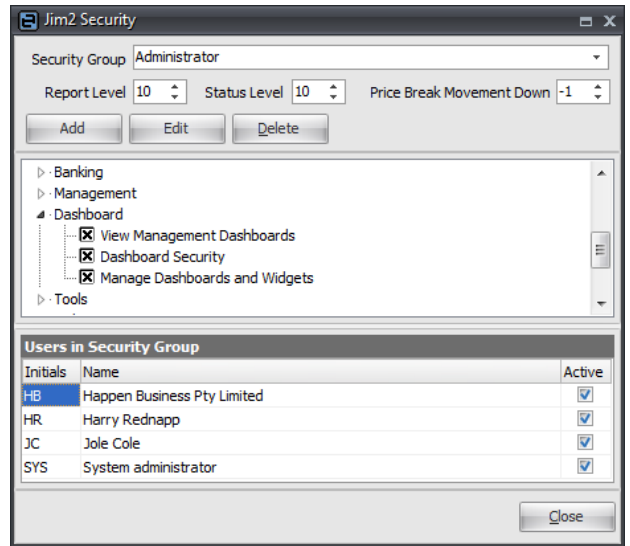 Jim2 Security
Security Group Administrator
Report Level 10 Status Level 10 Price Break Movement Down -1
Add Edit Delete
Banking
Management
Dashboard
View Management Dashboards
Dashboard Security
Manage Dashboards and Widgets
Tools
Users in Security Group
Initials Name Active
HB Happen Business Pty Limited
HR Harry Rednapp
JC Jole Cole
SYS System administrator
Close